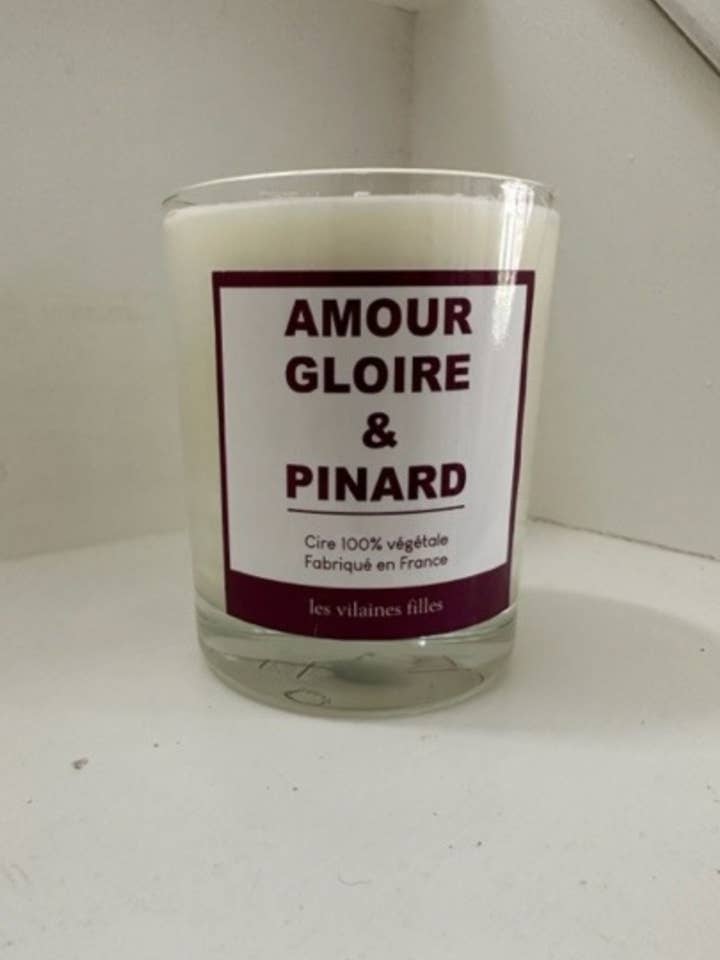 AMOUR
GLOIRE
&
PINARD
Cire 100% végétale
Fabriqué en France
les vilaines filles